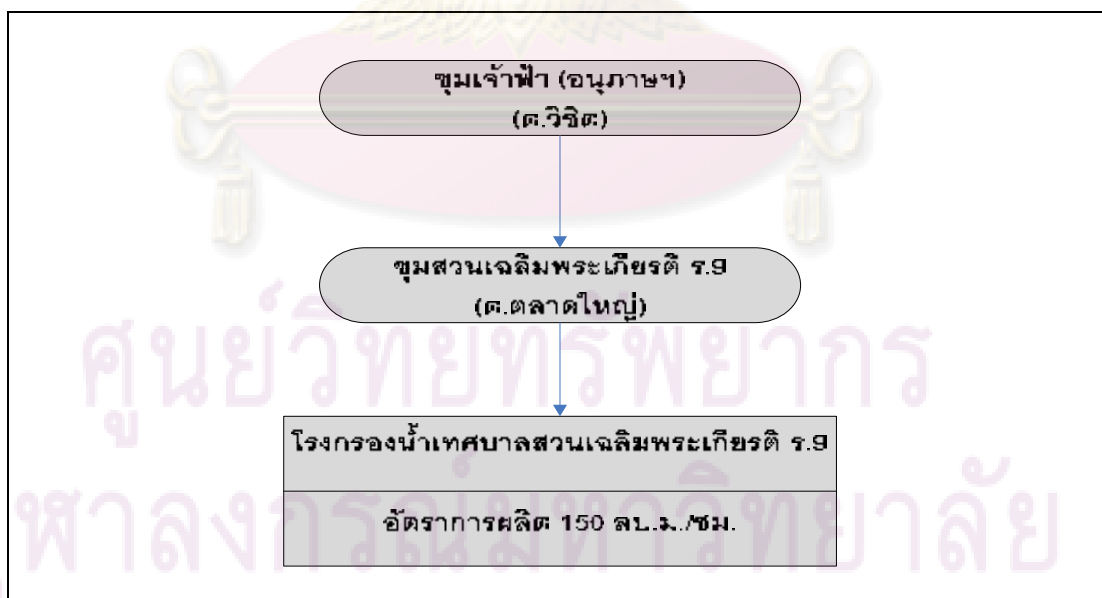 ขุมเจ้าฟ้า (อนุภาษฯ)
(ต.วิชิต)
ขุมสวนเฉลิมพระเกียรติ ร.9
(ต.ตลาดใหญ่)
ศูนย์วิทยทรัพยากร
โรงกรองน้ำเทศบาลสวนเฉลิมพระเกียรติ ร.9
อัตราการผลิต 150 ลบ.ม./ชม.
ฬาลงกรณ์มหาวิทยาลัย